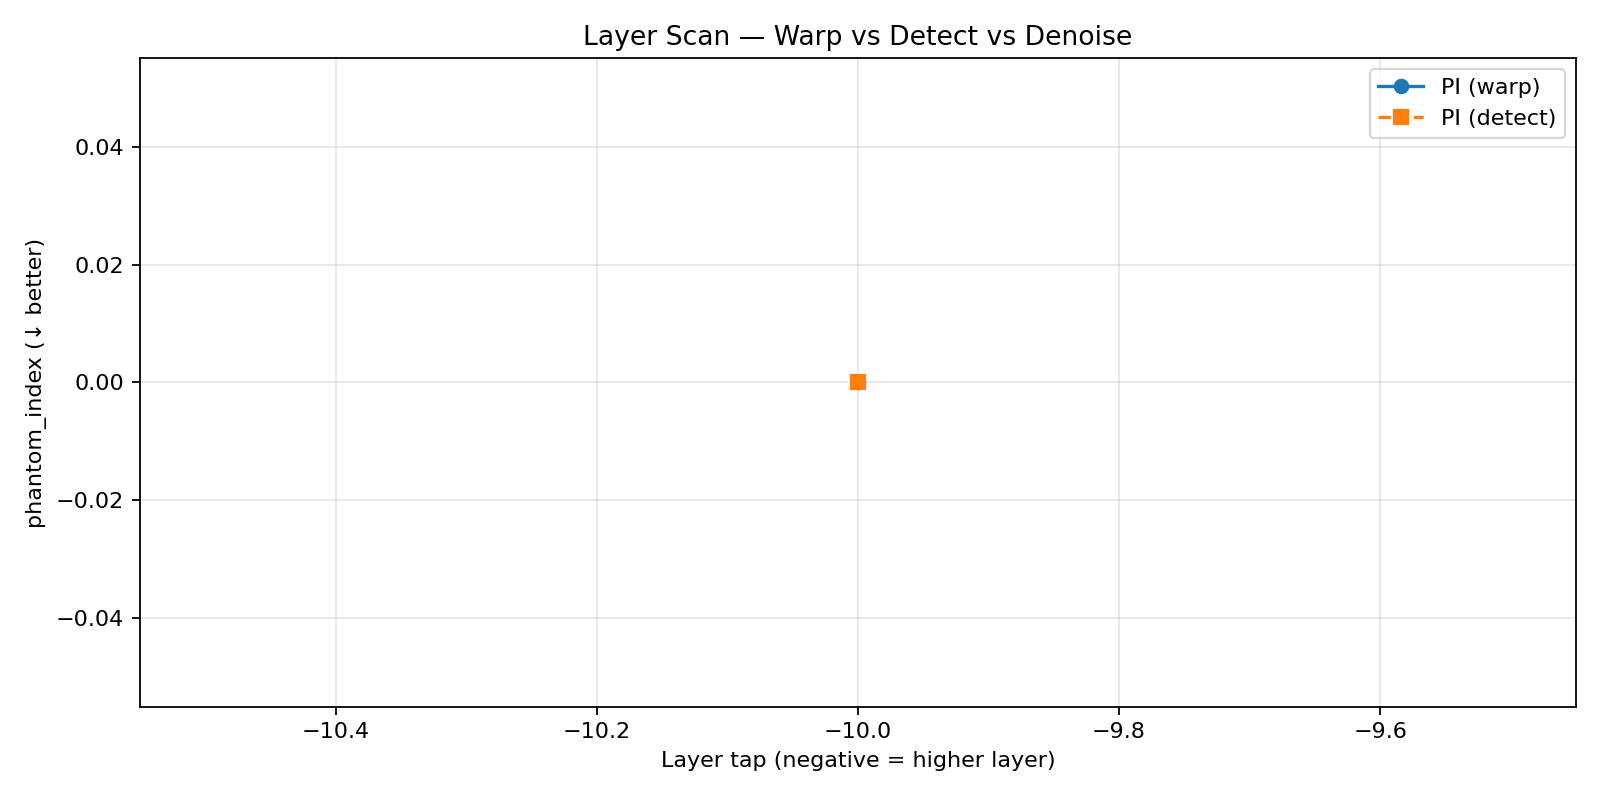 Layer Scan — Warp vs Detect vs Denoise
PI (warp)
PI (detect)
phantom_index (↓ better)
0.04
0.02
0.00
−0.02
−0.04
−10.4
−10.2
−10.0
−9.8
−9.6
Layer tap (negative = higher layer)